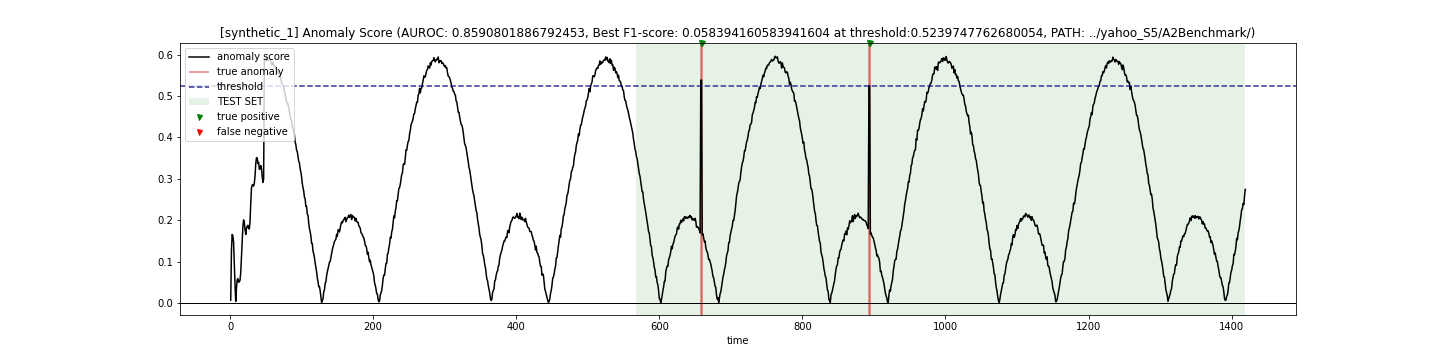 [synthetic_1] Anomaly Score (AUROC: 0.8590801886792453, Best F1-score: 0.058394160583941604 at threshold:0.5239747762680054, PATH: ../yahoo_S5/A2Benchmark/)
anomaly score
true anomaly
threshold
TEST SET
true positive
false negative
0.6
0.5
0.4
0.3
0.2
0.1
0.0
0 200 400 600 800 1000 1200 1400
time